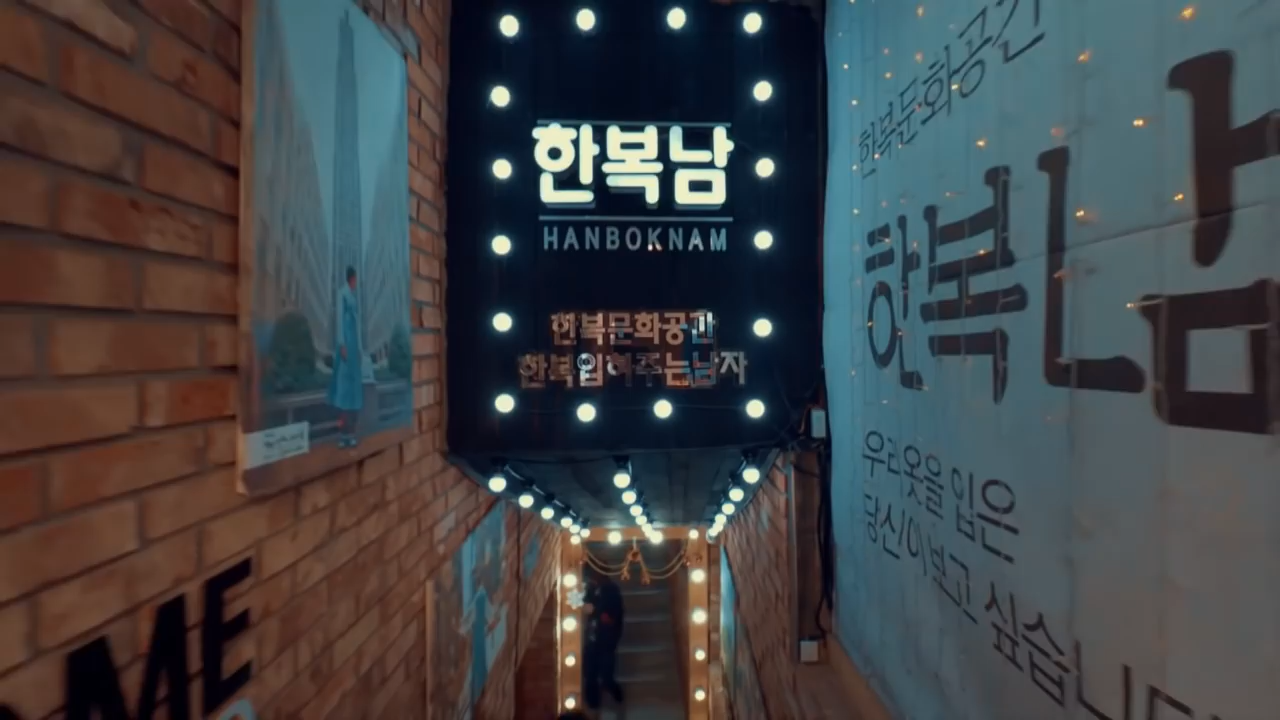 한복남
HANBOKNAM
한복문화공간
한복입혀주는남자
한복문화공간
한복남
우리옷을 입은
당신이 보고 싶습니다
ME